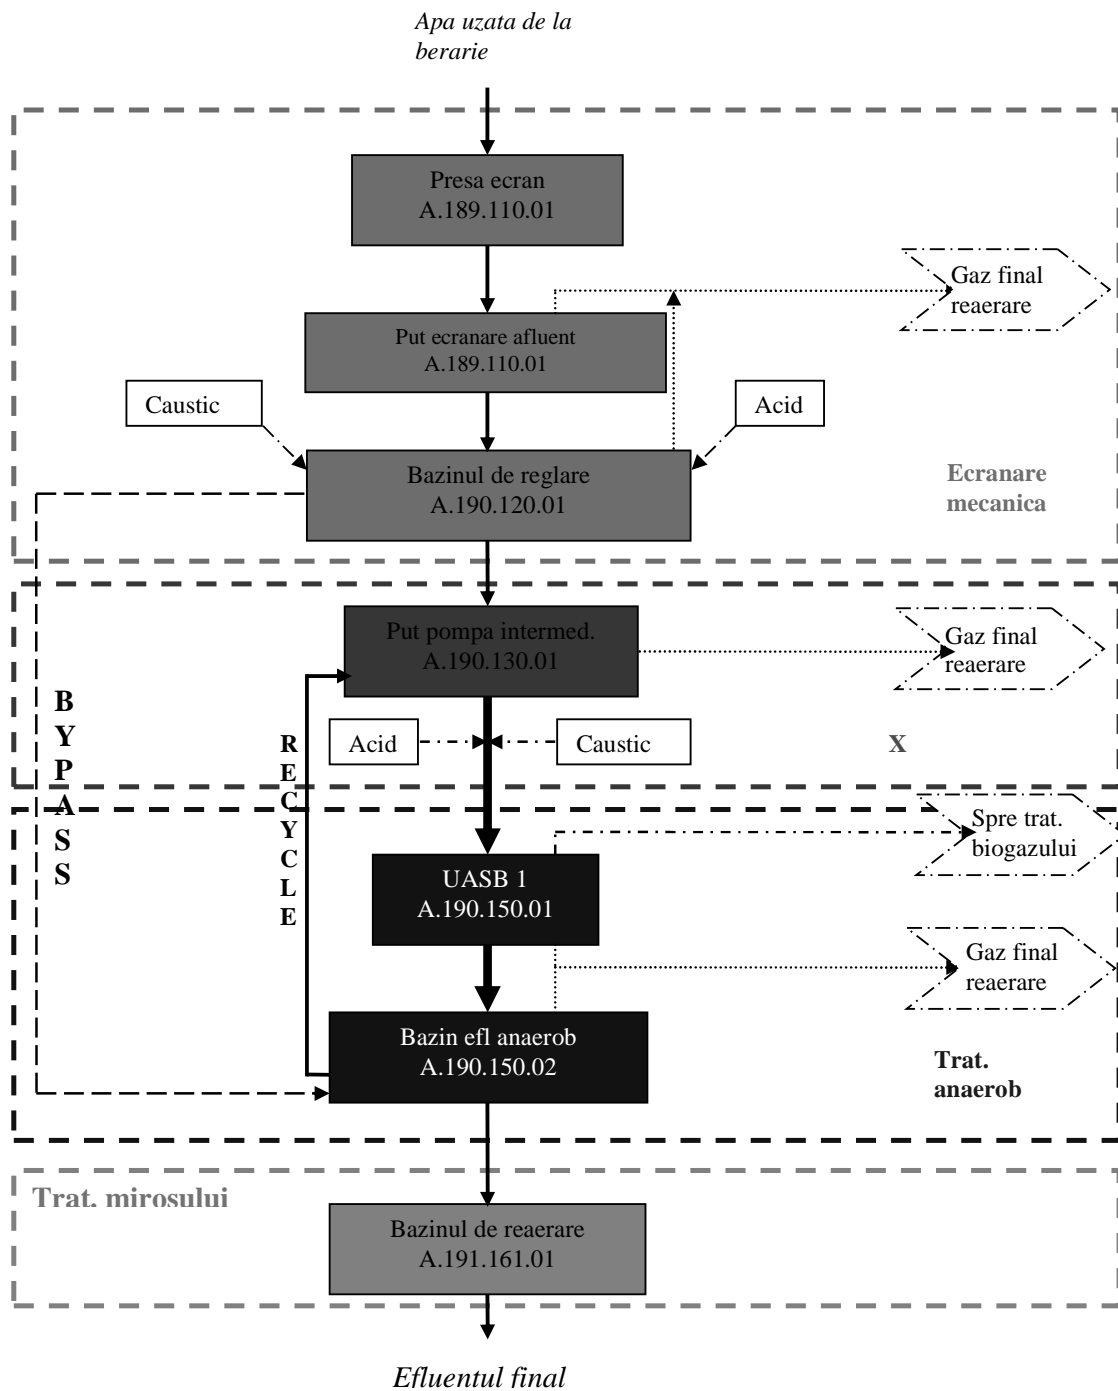 Apa uzata de la
berarie
Presa ecran
A.189.110.01
Gaz final
reaerare
Put ecranare afluent
A.189.110.01
Caustic
Acid
Bazinul de reglare
A.190.120.01
Ecranare
mecanica
Put pompa intermed.
A.190.130.01
Gaz final
reaerare
BYPASS
RECYCLE
Acid
Caustic
X
Spre trat.
biogazului
UASB 1
A.190.150.01
Gaz final
reaerare
Bazin efl anaerob
A.190.150.02
Trat.
anaerob
Trat. mirosului
Bazinul de reaerare
A.191.161.01
Efluentul final